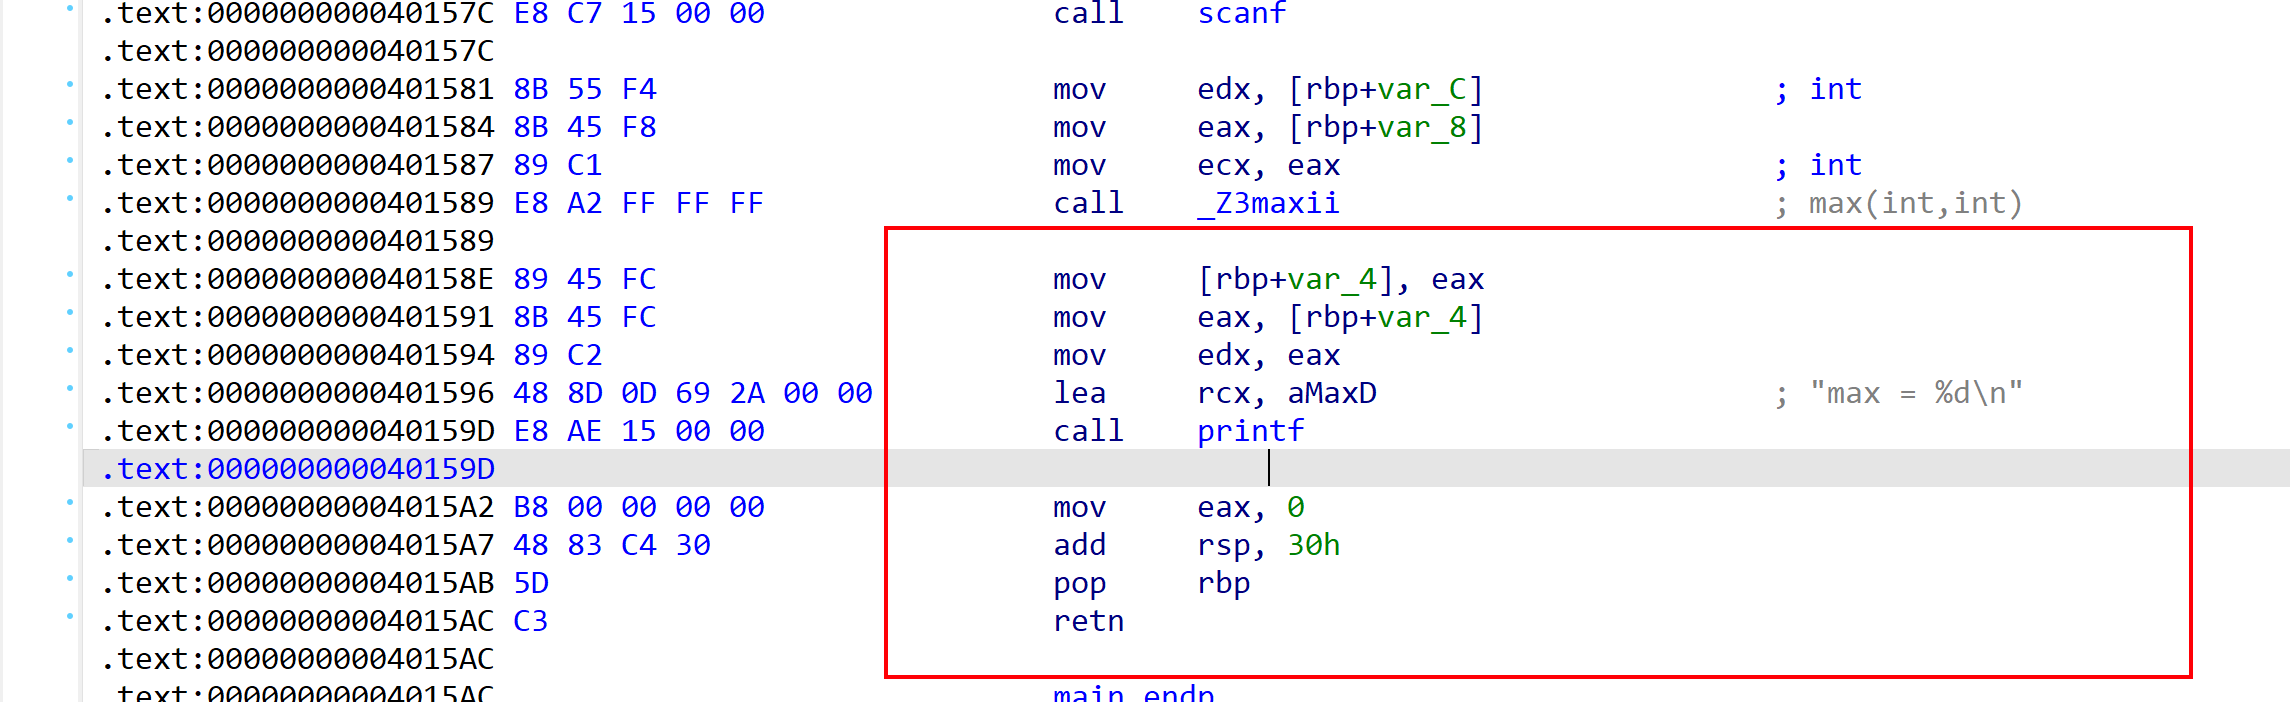 .text:000000000040157C E8 C7 15 00 00 call scanf
.text:000000000040157C
.text:0000000000401581 8B 55 F4 mov edx, [rbp+var_C] ; int
.text:0000000000401584 8B 45 F8 mov eax, [rbp+var_8]
.text:0000000000401587 89 C1 mov ecx, eax ; int
.text:0000000000401589 E8 A2 FF FF FF call _Z3maxii ; max(int,int)
.text:0000000000401589
.text:000000000040158E 89 45 FC mov [rbp+var_4], eax
.text:0000000000401591 8B 45 FC mov eax, [rbp+var_4]
.text:0000000000401594 89 C2 mov edx, eax
.text:0000000000401596 48 8D 0D 69 2A 00 00 lea rcx, aMaxD ; "max = %d\n"
.text:000000000040159D E8 AE 15 00 00 call printf
.text:000000000040159D
.text:00000000004015A2 B8 00 00 00 00 mov eax, 0
.text:00000000004015A7 48 83 C4 30 add rsp, 30h
.text:00000000004015AB 5D pop rbp
.text:00000000004015AC C3 retn
.text:00000000004015AC
.text:00000000004015AC main endp